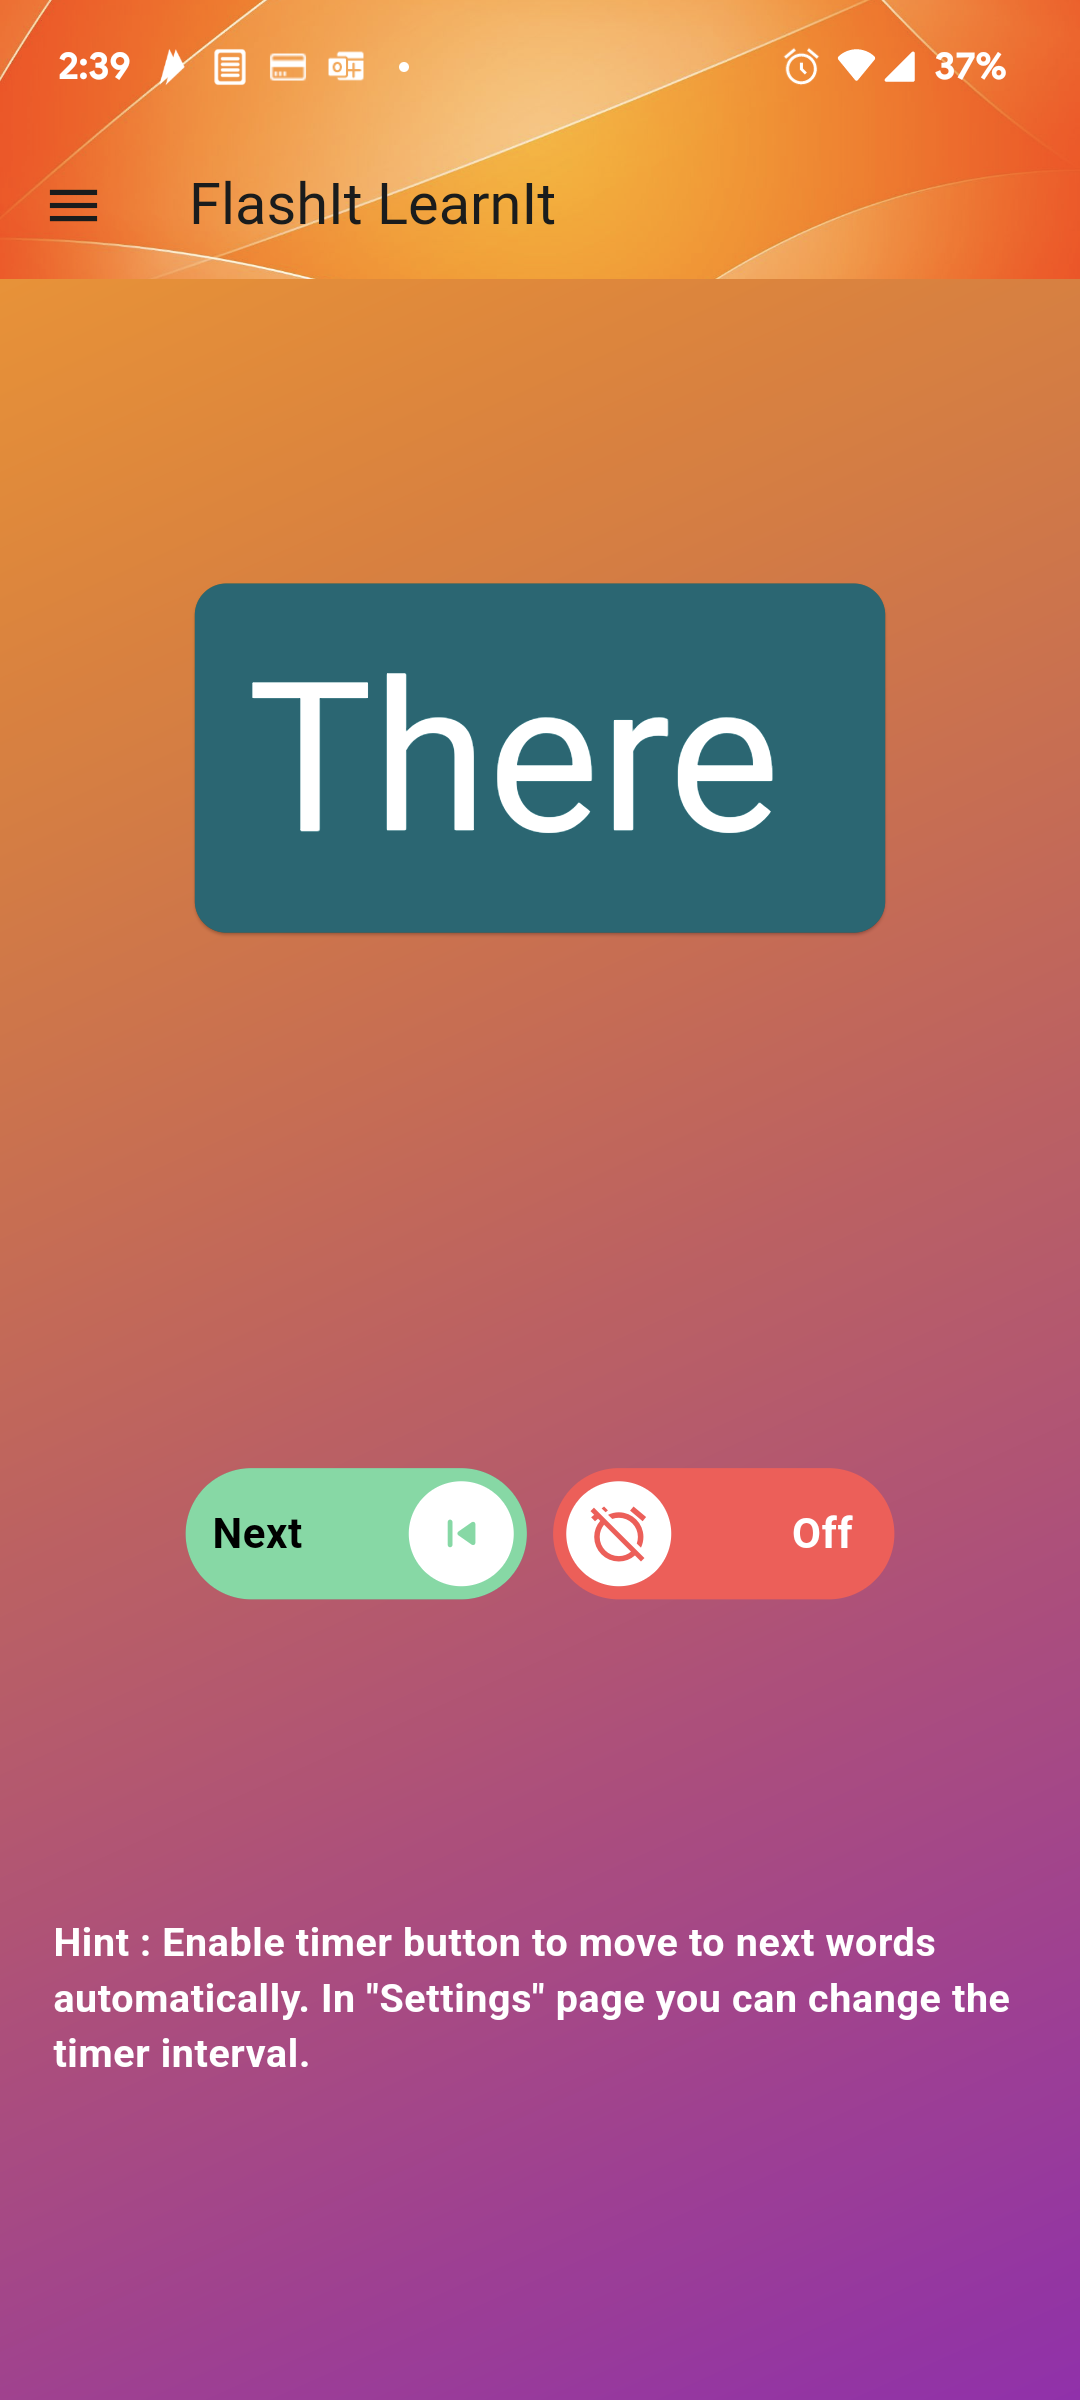 2:39
37%
FlashIt LearnIt
There
Next
Off
Hint : Enable timer button to move to next words
automatically. In "Settings" page you can change the
timer interval.